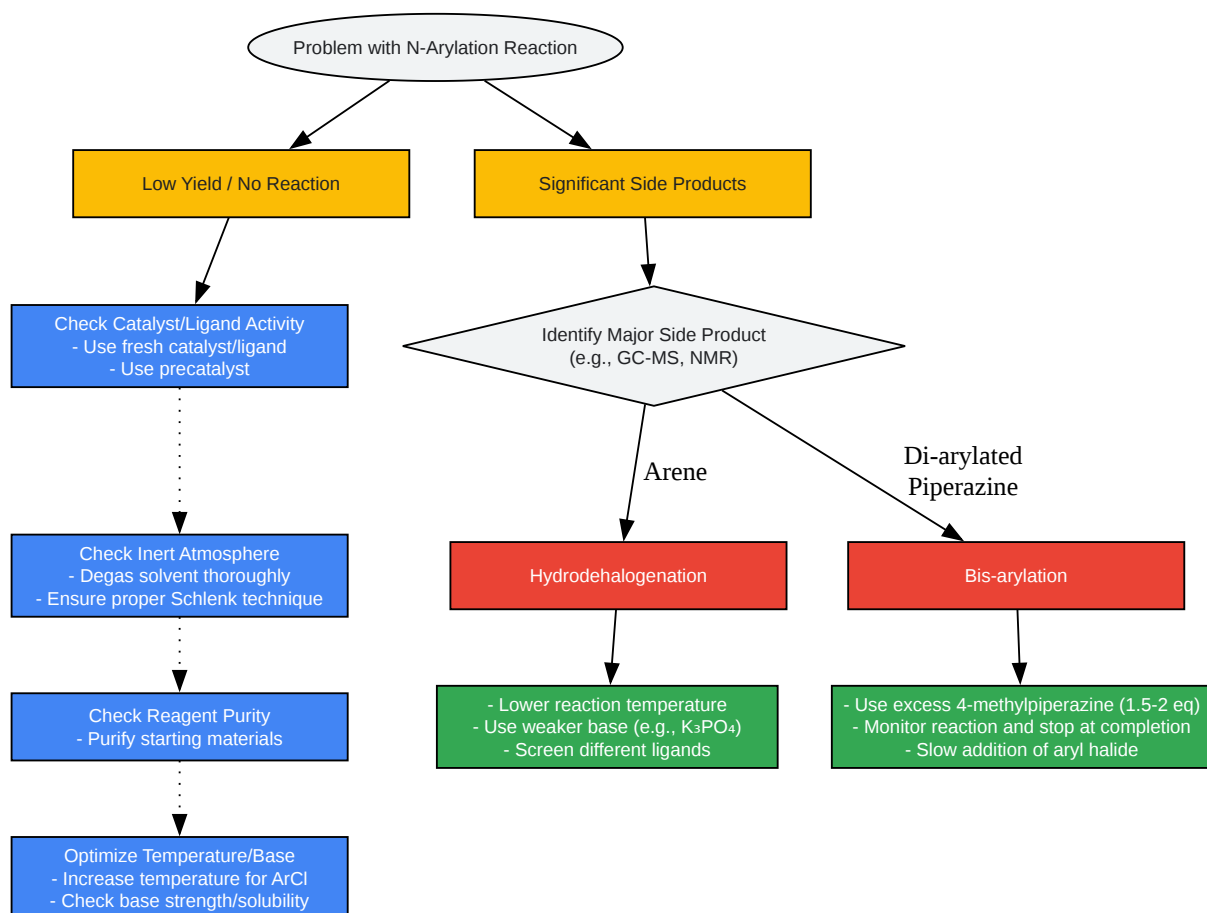 Problem with N-Arylation Reaction
Low Yield / No Reaction
Significant Side Products
Check Catalyst/Ligand Activity
- Use fresh catalyst/ligand
- Use precatalyst
Identify Major Side Product
(e.g., GC-MS, NMR)
Arene
Di-arylated
Piperazine
Check Inert Atmosphere
- Degas solvent thoroughly
- Ensure proper Schlenk technique
Hydrodehalogenation
Bis-arylation
Check Reagent Purity
- Purify starting materials
- Lower reaction temperature
- Use weaker base (e.g., K₃PO₄)
- Screen different ligands
- Use excess 4-methylpiperazine (1.5-2 eq)
- Monitor reaction and stop at completion
- Slow addition of aryl halide
Optimize Temperature/Base
- Increase temperature for ArCl
- Check base strength/solubility